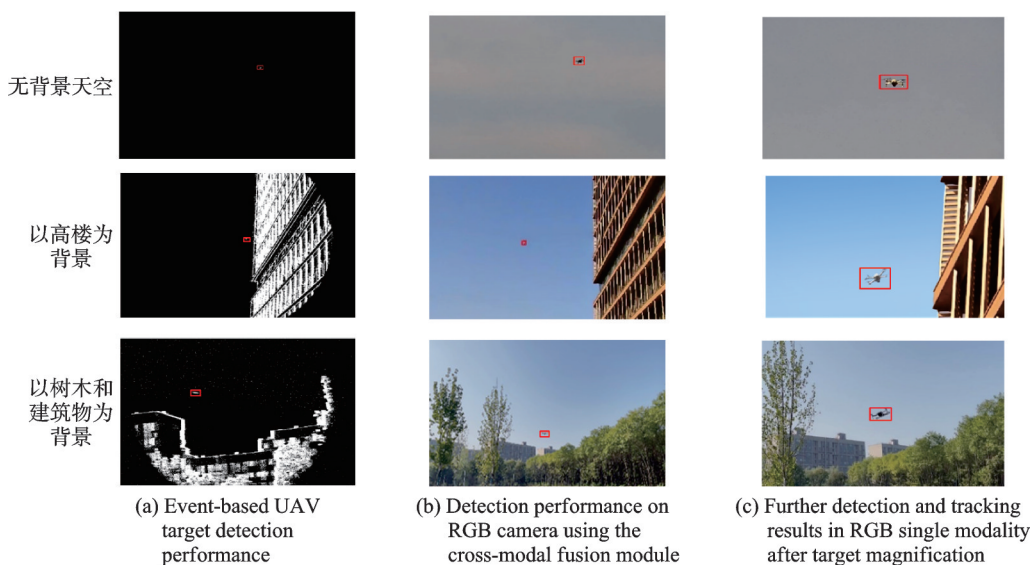 无背景天空
以高楼为
背景
以树木和
建筑物为
背景
(a) Event-based UAV
target detection
performance
(b) Detection performance on
RGB camera using the
cross-modal fusion module
(c) Further detection and tracking
results in RGB single modality
after target magnification